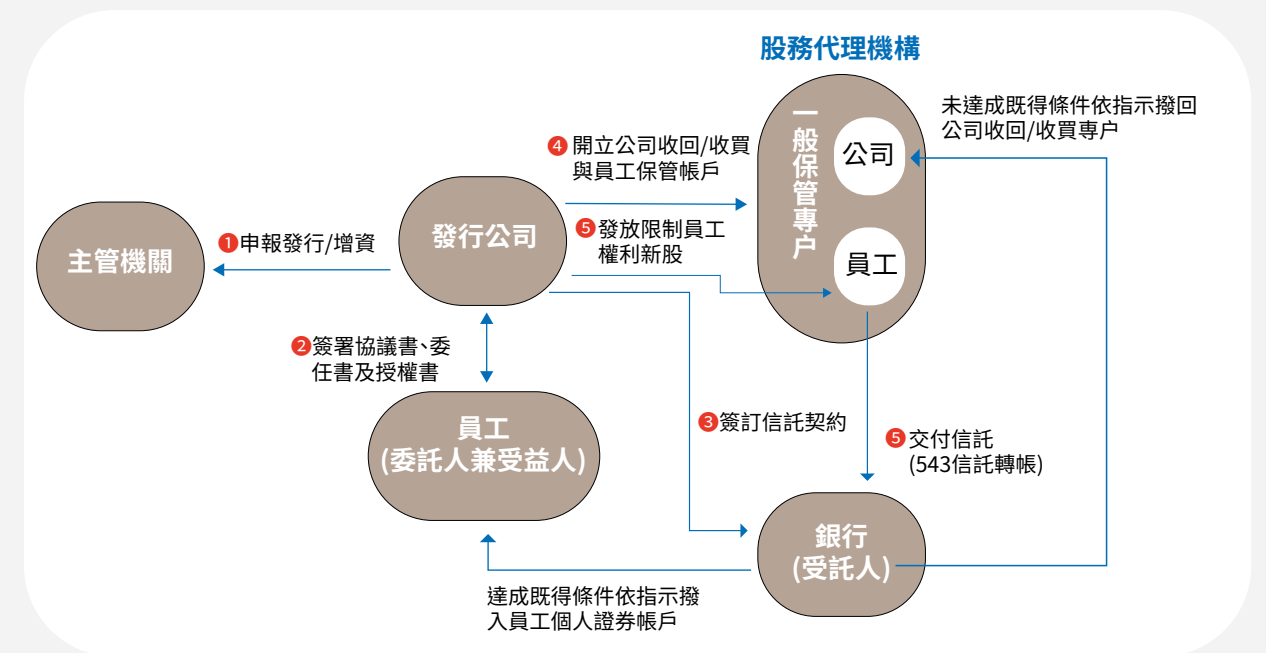 股務代理機構
一般保管專户
公司
員工
未達成既得條件依指示撥回
公司收回/收買專户
4 開立公司收回/收買
與員工保管帳戶
5 發放限制員工
權利新股
發行公司
1 申報發行/增資
主管機關
2 簽署協議書、委
任書及授權書
員工
(委託人兼受益人)
3 簽訂信託契約
5 交付信託
(543信託轉帳)
銀行
(受託人)
達成既得條件依指示撥
入員工個人證券帳戶